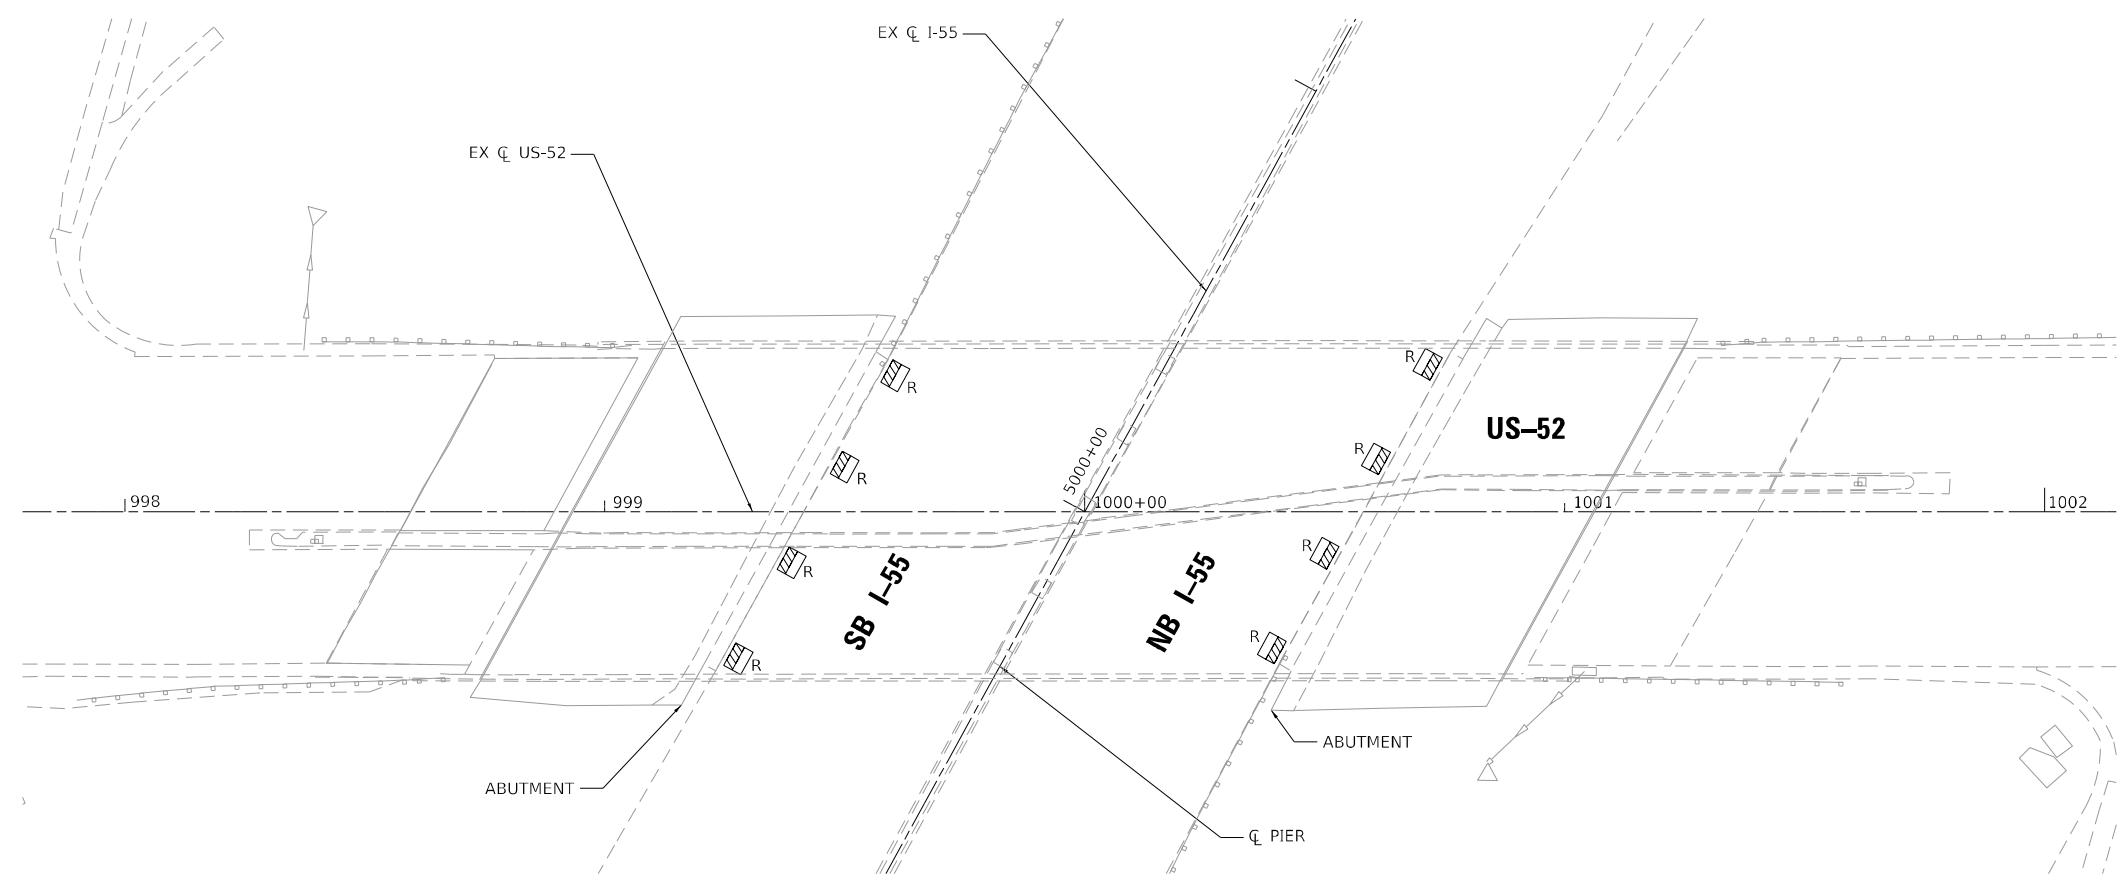 EX ℄ I-55
EX ℄ US-52
R
R
R
R
US–52
5000+00
998
999
1000+00
1001
1002
R
R
SB I–55
NB I–55
R
R
ABUTMENT
ABUTMENT
℄ PIER